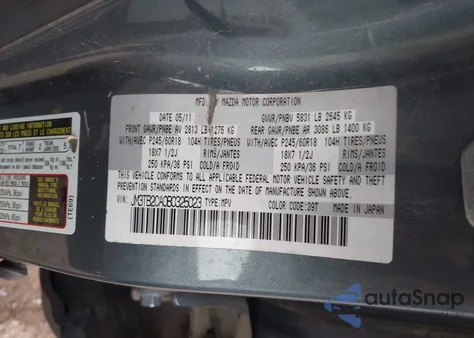 MFD. BY MAZDA MOTOR CORPORATION
DATE 05/11 GVWR/PNBV 5831 LB 2645 KG
FRONT GAWR/PNBE AV 2813 LB 1276 KG REAR GAWR/PNBE AR 3086 LB 1400 KG
WITH/AVEC P245/60R18 104H TIRES/PNEUS WITH/AVEC P245/60R18 104H TIRES/PNEUS
18X7 1/2J RIMS/JANTES 18X7 1/2J RIMS/JANTES
250 KPA/36 PSI COLD/A FROID 250 KPA/36 PSI COLD/A FROID
THIS VEHICLE CONFORMS TO ALL APPLICABLE FEDERAL MOTOR VEHICLE SAFETY
AND THEFT PREVENTION STANDARDS IN EFFECT ON THE DATE OF MANUFACTURE SHOWN ABOVE.
VIN: JM3TB2CA0BO325023 TYPE:MPV COLOR CODE:39T MADE IN JAPAN
(TE69)
autoSnap